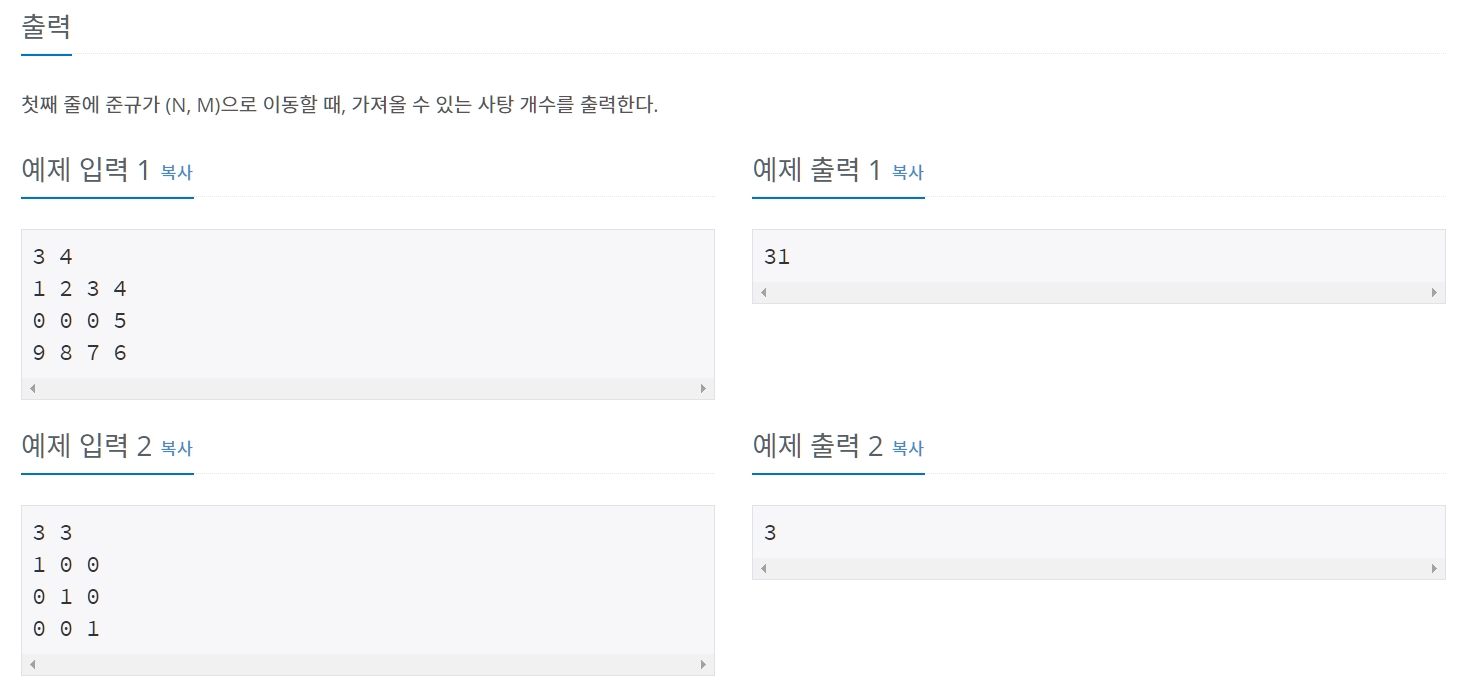 출력
첫째 줄에 준규가 (N, M)으로 이동할 때, 가져올 수 있는 사탕 개수를 출력한다.
예제 입력 1 복사
3 4
1 2 3 4
0 0 0 5
9 8 7 6
예제 출력 1 복사
31
예제 입력 2 복사
3 3
1 0 0
0 1 0
0 0 1
예제 출력 2 복사
3